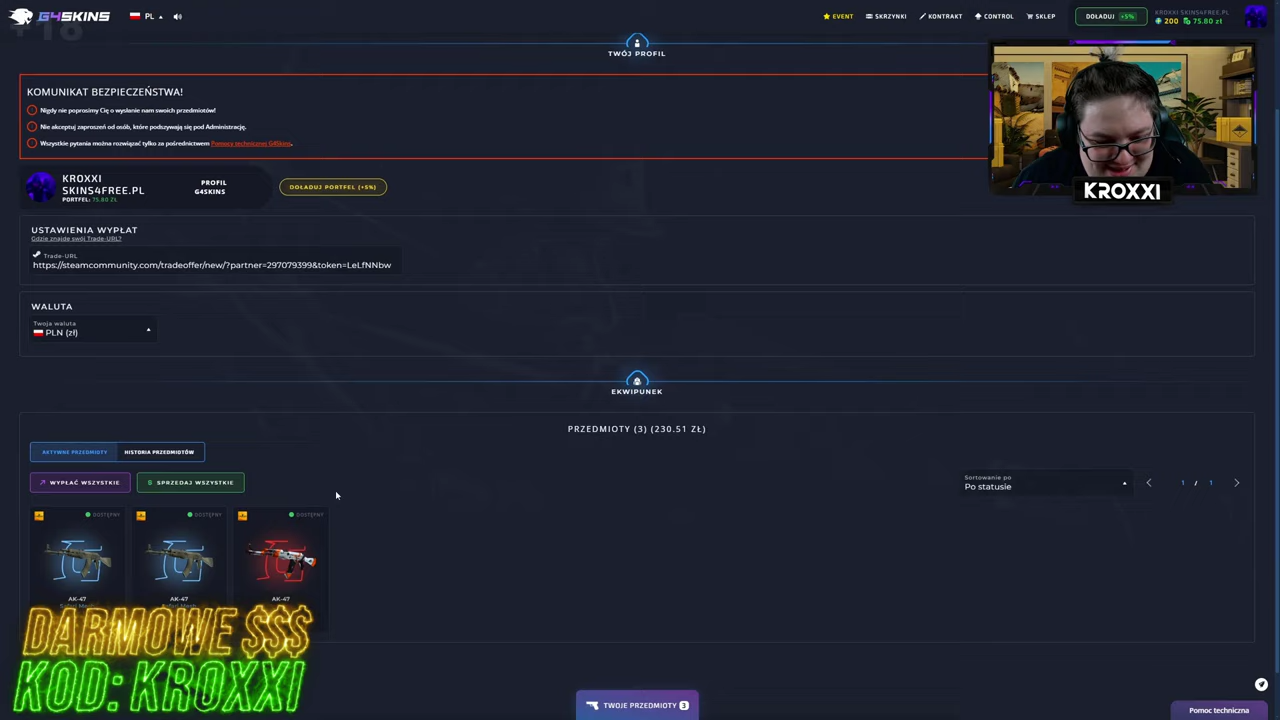 G4SKINS
PL
EVENT
SKRZYNKI
KONTRAKT
CONTROL
SKLEP
DOŁADUJ +5%
KROXXI SKINS4FREE.PL
200 75.80 zł
+18
TWÓJ PROFIL
KOMUNIKAT BEZPIECZEŃSTWA!
Nigdy nie poprosimy Cię o wysłanie nam swoich przedmiotów!
Nie akceptuj zaproszeń od osób, które podszywają się pod Administrację.
Wszystkie pytania można rozwiązać tylko za pośrednictwem Pomocy technicznej G4Skins.
KROXXI
SKINS4FREE.PL
PORTFEL: 75.80 ZŁ
PROFIL
G4SKINS
DOŁADUJ PORTFEL (+5%)
KROXXI
USTAWIENIA WYPŁAT
Gdzie znajdę swój Trade-URL?
Trade-URL
https://steamcommunity.com/tradeoffer/new/?partner=297079399&token=LeLfNNbw
WALUTA
Twoja waluta
PLN (zł)
EKWIPUNEK
PRZEDMIOTY (3) (230.51 ZŁ)
AKTYWNE PRZEDMIOTY
HISTORIA PRZEDMIOTÓW
WYPŁAĆ WSZYSTKIE
SPRZEDAJ WSZYSTKIE
Sortowanie po
Po statusie
1 / 1
DOSTĘPNY
DOSTĘPNY
DOSTĘPNY
AK-47
AK-47
AK-47
Safari Mesh
Safari Mesh
DARMOWE $$$
KOD: KROXXI
TWOJE PRZEDMIOTY 3
Pomoc techniczna